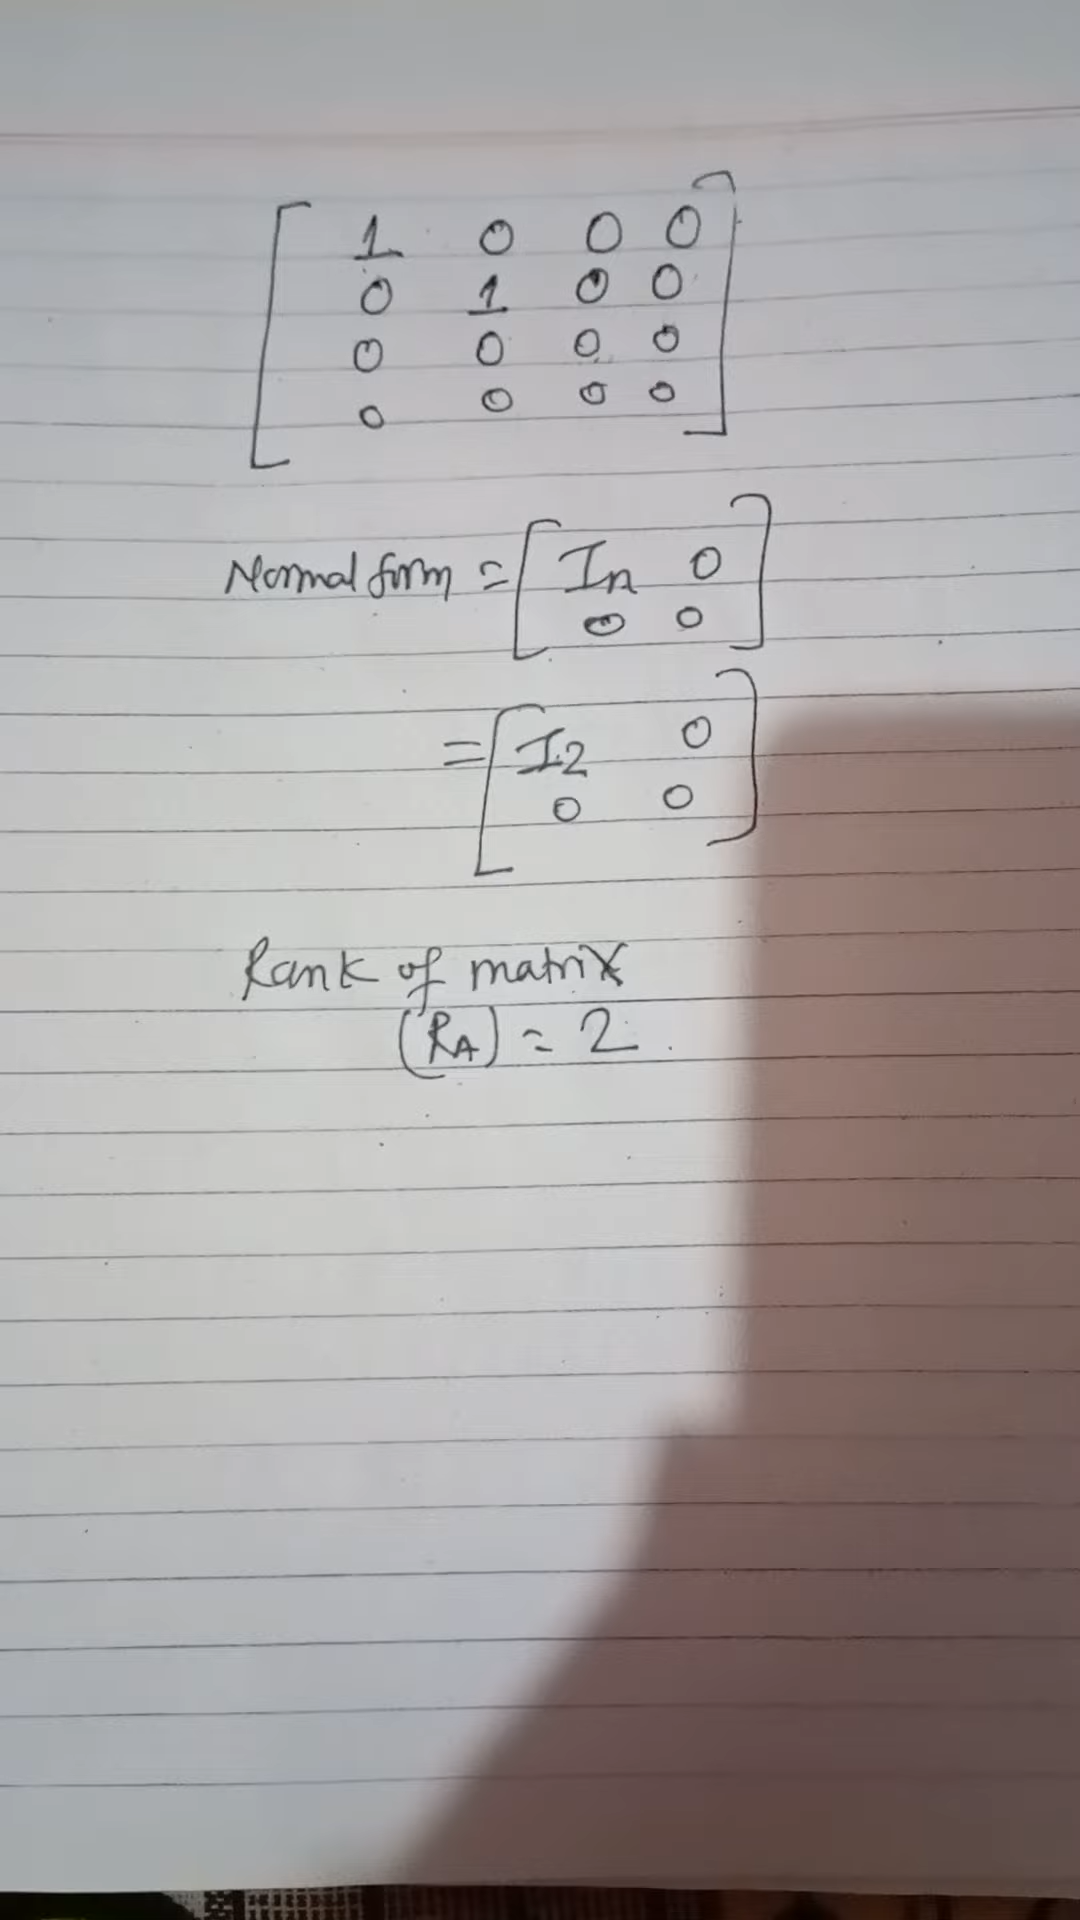 1 0 0 0
0 1 0 0
0 0 0 0
0 0 0 0
Normal form = [In 0
0 0]
= [I2 0
0 0]
Rank of matrix
(RA) = 2.